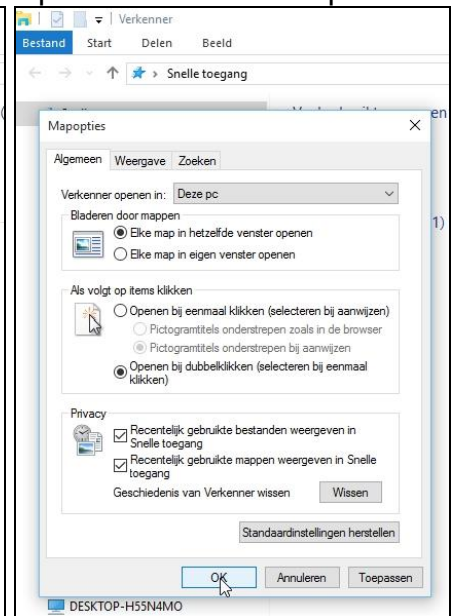 Verkenner
Bestand Start Delen Beeld
Snelle toegang
en
Mapopties
Algemeen Weergave Zoeken
Verkenner openen in: Deze pc
Bladeren door mappen
Elke map in hetzelfde venster openen
Elke map in eigen venster openen
1)
Als volgt op items klikken
Openen bij eenmaal klikken (selecteren bij aanwijzen)
Pictogramtitels onderstrepen zoals in de browser
Pictogramtitels onderstrepen bij aanwijzen
Openen bij dubbelklikken (selecteren bij eenmaal
klikken)
Privacy
Recentelijk gebruikte bestanden weergeven in
Snelle toegang
Recentelijk gebruikte mappen weergeven in Snelle
toegang
Geschiedenis van Verkenner wissen Wissen
Standaardinstellingen herstellen
OK Annuleren Toepassen
DESKTOP-H55N4MO